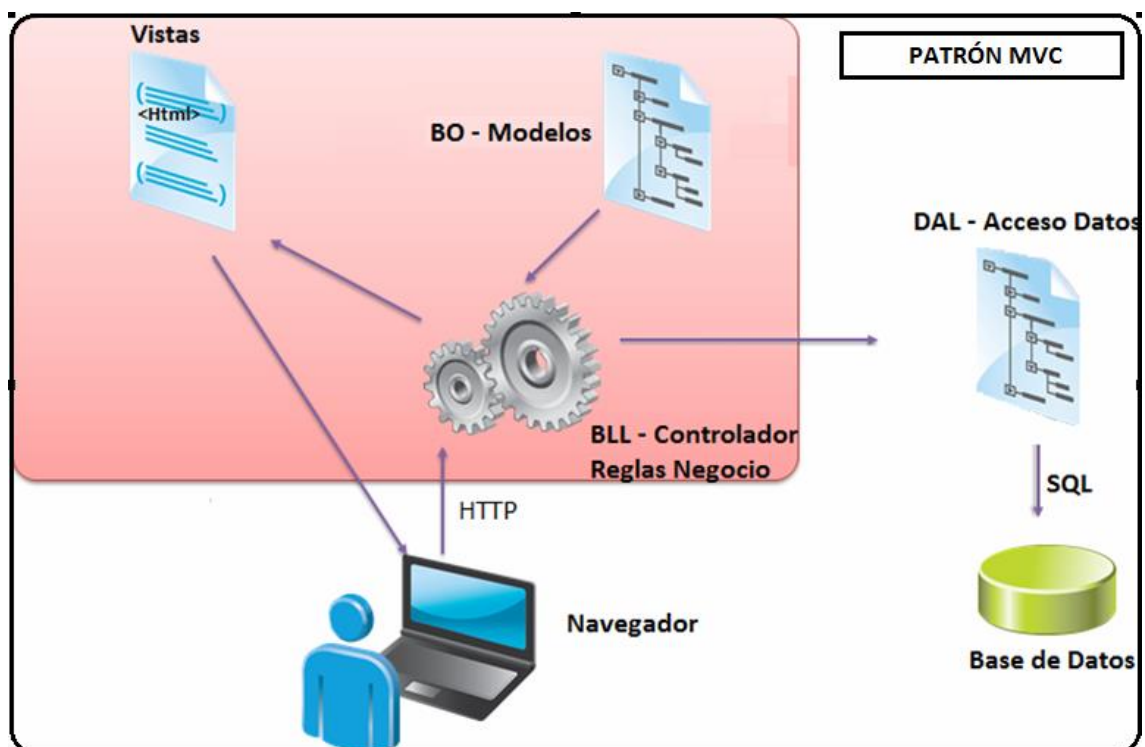 Vistas
PATRÓN MVC
<Html>
BO - Modelos
DAL - Acceso Datos
BLL - Controlador
Reglas Negocio
HTTP
SQL
Navegador
Base de Datos